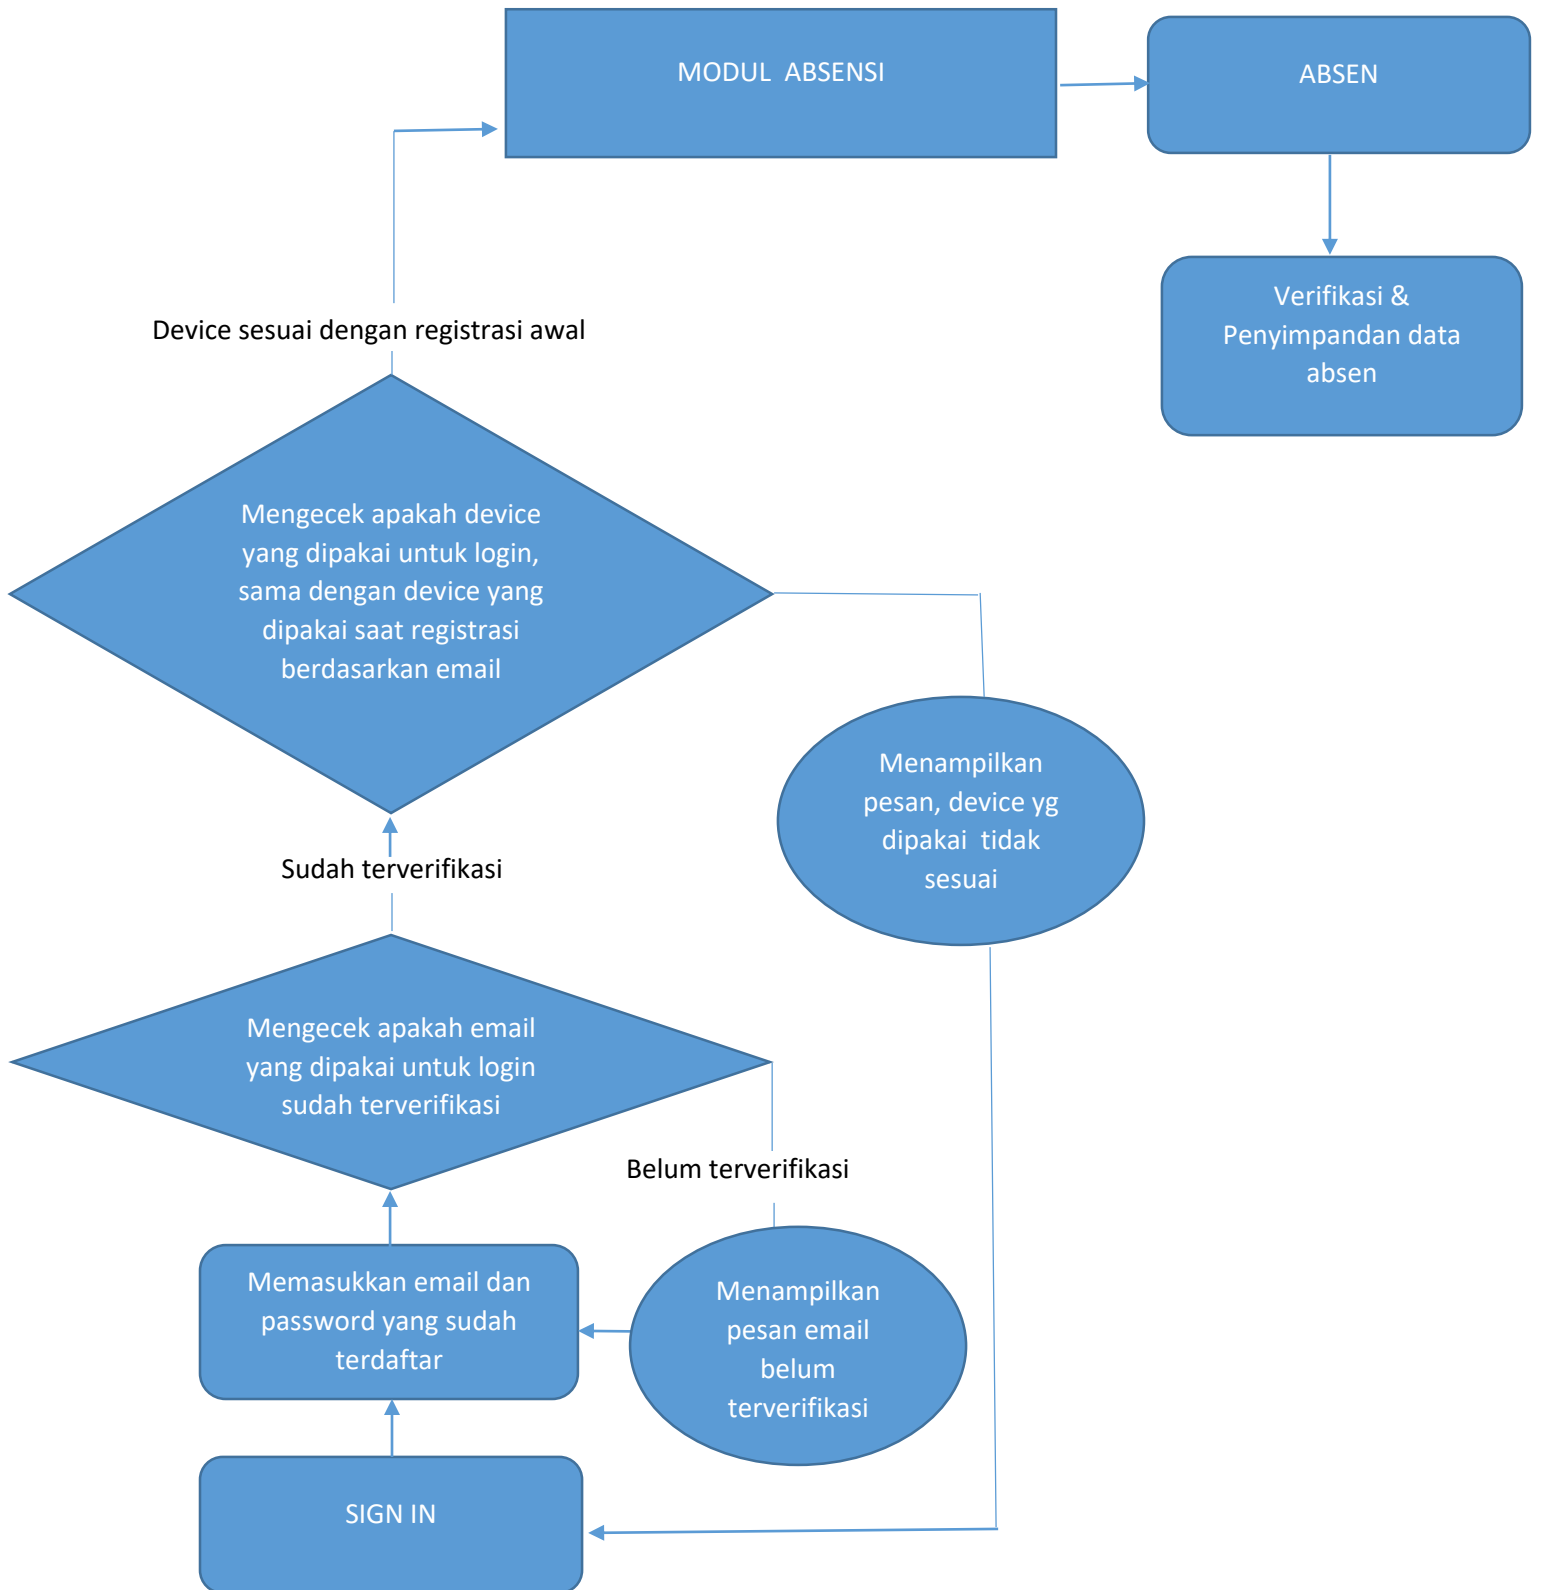 MODUL  ABSENSI
ABSEN
Verifikasi &
Penyimpandan data
absen
Device sesuai dengan registrasi awal
Mengecek apakah device
yang dipakai untuk login,
sama dengan device yang
dipakai saat registrasi
berdasarkan email
Menampilkan
pesan, device yg
dipakai  tidak
sesuai
Sudah terverifikasi
Mengecek apakah email
yang dipakai untuk login
sudah terverifikasi
Belum terverifikasi
Memasukkan email dan
password yang sudah
terdaftar
Menampilkan
pesan email
belum
terverifikasi
SIGN IN